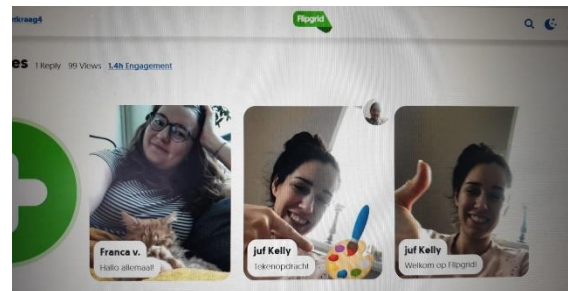 rkraag4
Flipgrid
es 1 Reply 99 Views 1.4h Engagement
Franca v.
Hallo allemaal!
juf Kelly
Tekenopdracht
juf Kelly
Welkom op Flipgrid!